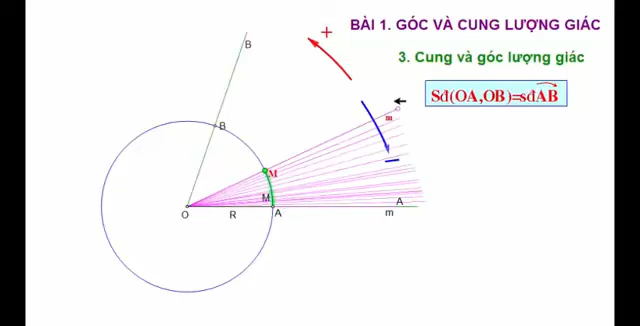 BÀI 1. GÓC VÀ CUNG LƯỢNG GIÁC
3. Cung và góc lượng giác
Sđ(OA,OB)=sđAB
+
B
B
m
M
M
A
O
R
A
m